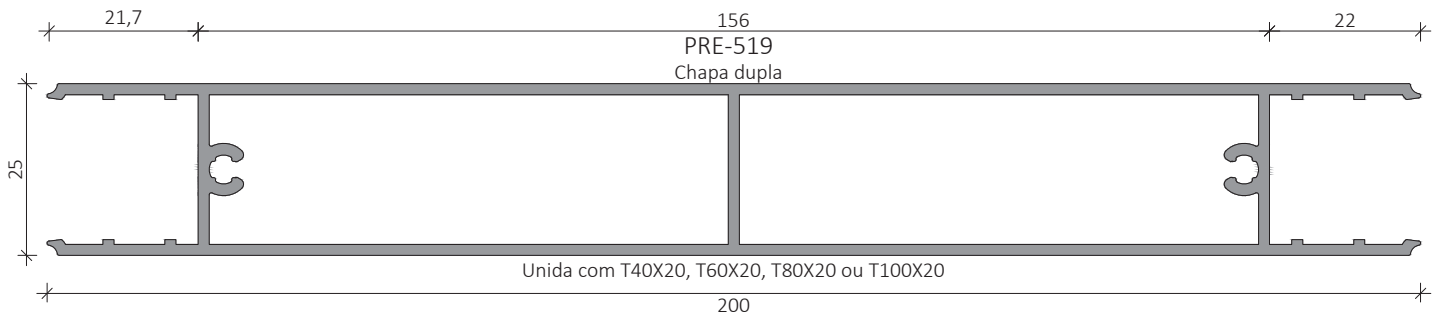 21,7
156
22
PRE-519
Chapa dupla
25
Unida com T40X20, T60X20, T80X20 ou T100X20
200